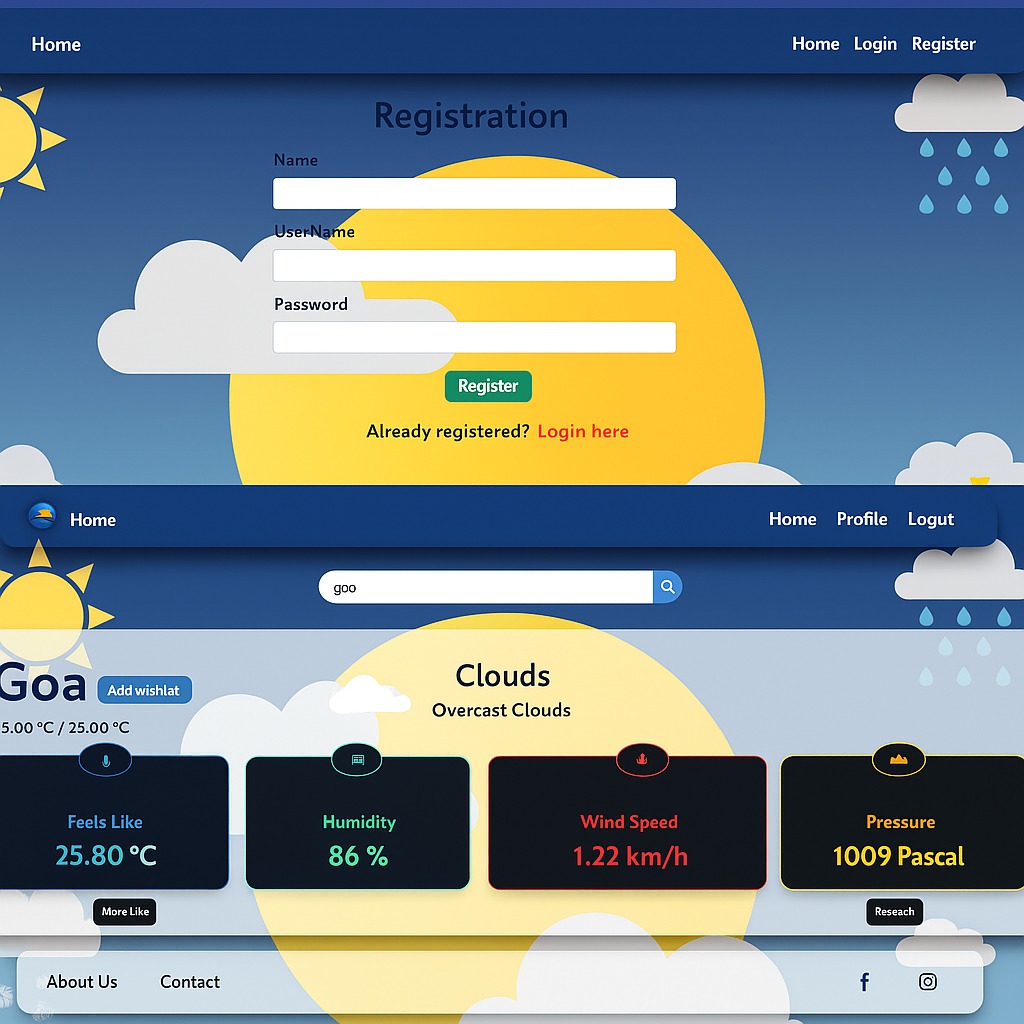 Home Home Login Register
Registration
Name
UserName
Password
Register
Already registered? Login here
Home Home Profile Logut
goo
Goa Add wishlat
Clouds
Overcast Clouds
5.00 °C / 25.00 °C
Feels Like
25.80 °C
Humidity
86 %
Wind Speed
1.22 km/h
Pressure
1009 Pascal
More Like
Reseach
About Us Contact